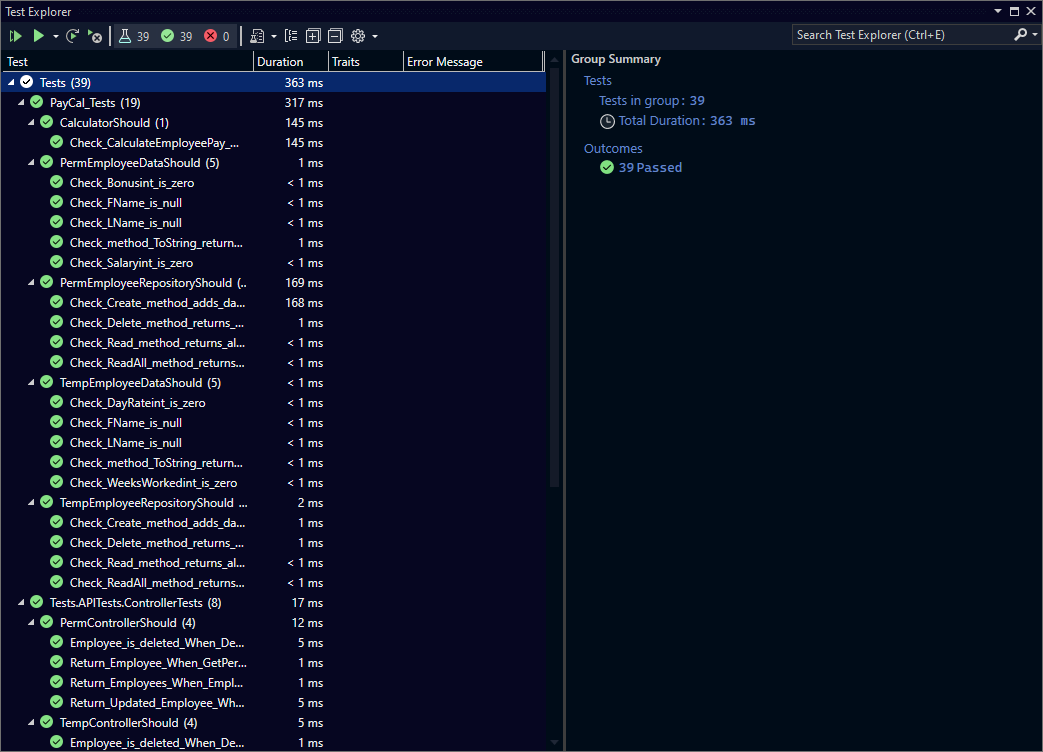 Test Explorer
39 39 0
Search Test Explorer (Ctrl+E)
Test Duration Traits Error Message
Tests (39) 363 ms
PayCal_Tests (19) 317 ms
CalculatorShould (1) 145 ms
Check_CalculateEmployeePay_... 145 ms
PermEmployeeDataShould (5) 1 ms
Check_Bonusint_is_zero < 1 ms
Check_FName_is_null < 1 ms
Check_LName_is_null < 1 ms
Check_method_ToString_return... 1 ms
Check_Salaryint_is_zero < 1 ms
PermEmployeeRepositoryShould (.. 169 ms
Check_Create_method_adds_da... 168 ms
Check_Delete_method_returns_... 1 ms
Check_Read_method_returns_al... < 1 ms
Check_ReadAll_method_returns... < 1 ms
TempEmployeeDataShould (5) < 1 ms
Check_DayRateint_is_zero < 1 ms
Check_FName_is_null < 1 ms
Check_LName_is_null < 1 ms
Check_method_ToString_return... < 1 ms
Check_WeeksWorkedint_is_zero < 1 ms
TempEmployeeRepositoryShould ... 2 ms
Check_Create_method_adds_da... 1 ms
Check_Delete_method_returns_... 1 ms
Check_Read_method_returns_al... < 1 ms
Check_ReadAll_method_returns... < 1 ms
Tests.APITests.ControllerTests (8) 17 ms
PermControllerShould (4) 12 ms
Employee_is_deleted_When_De... 5 ms
Return_Employee_When_GetPer... 1 ms
Return_Employees_When_Empl... 1 ms
Return_Updated_Employee_Wh... 5 ms
TempControllerShould (4) 5 ms
Employee_is_deleted_When_De... 1 ms
Group Summary
Tests
Tests in group: 39
Total Duration: 363 ms
Outcomes
39 Passed